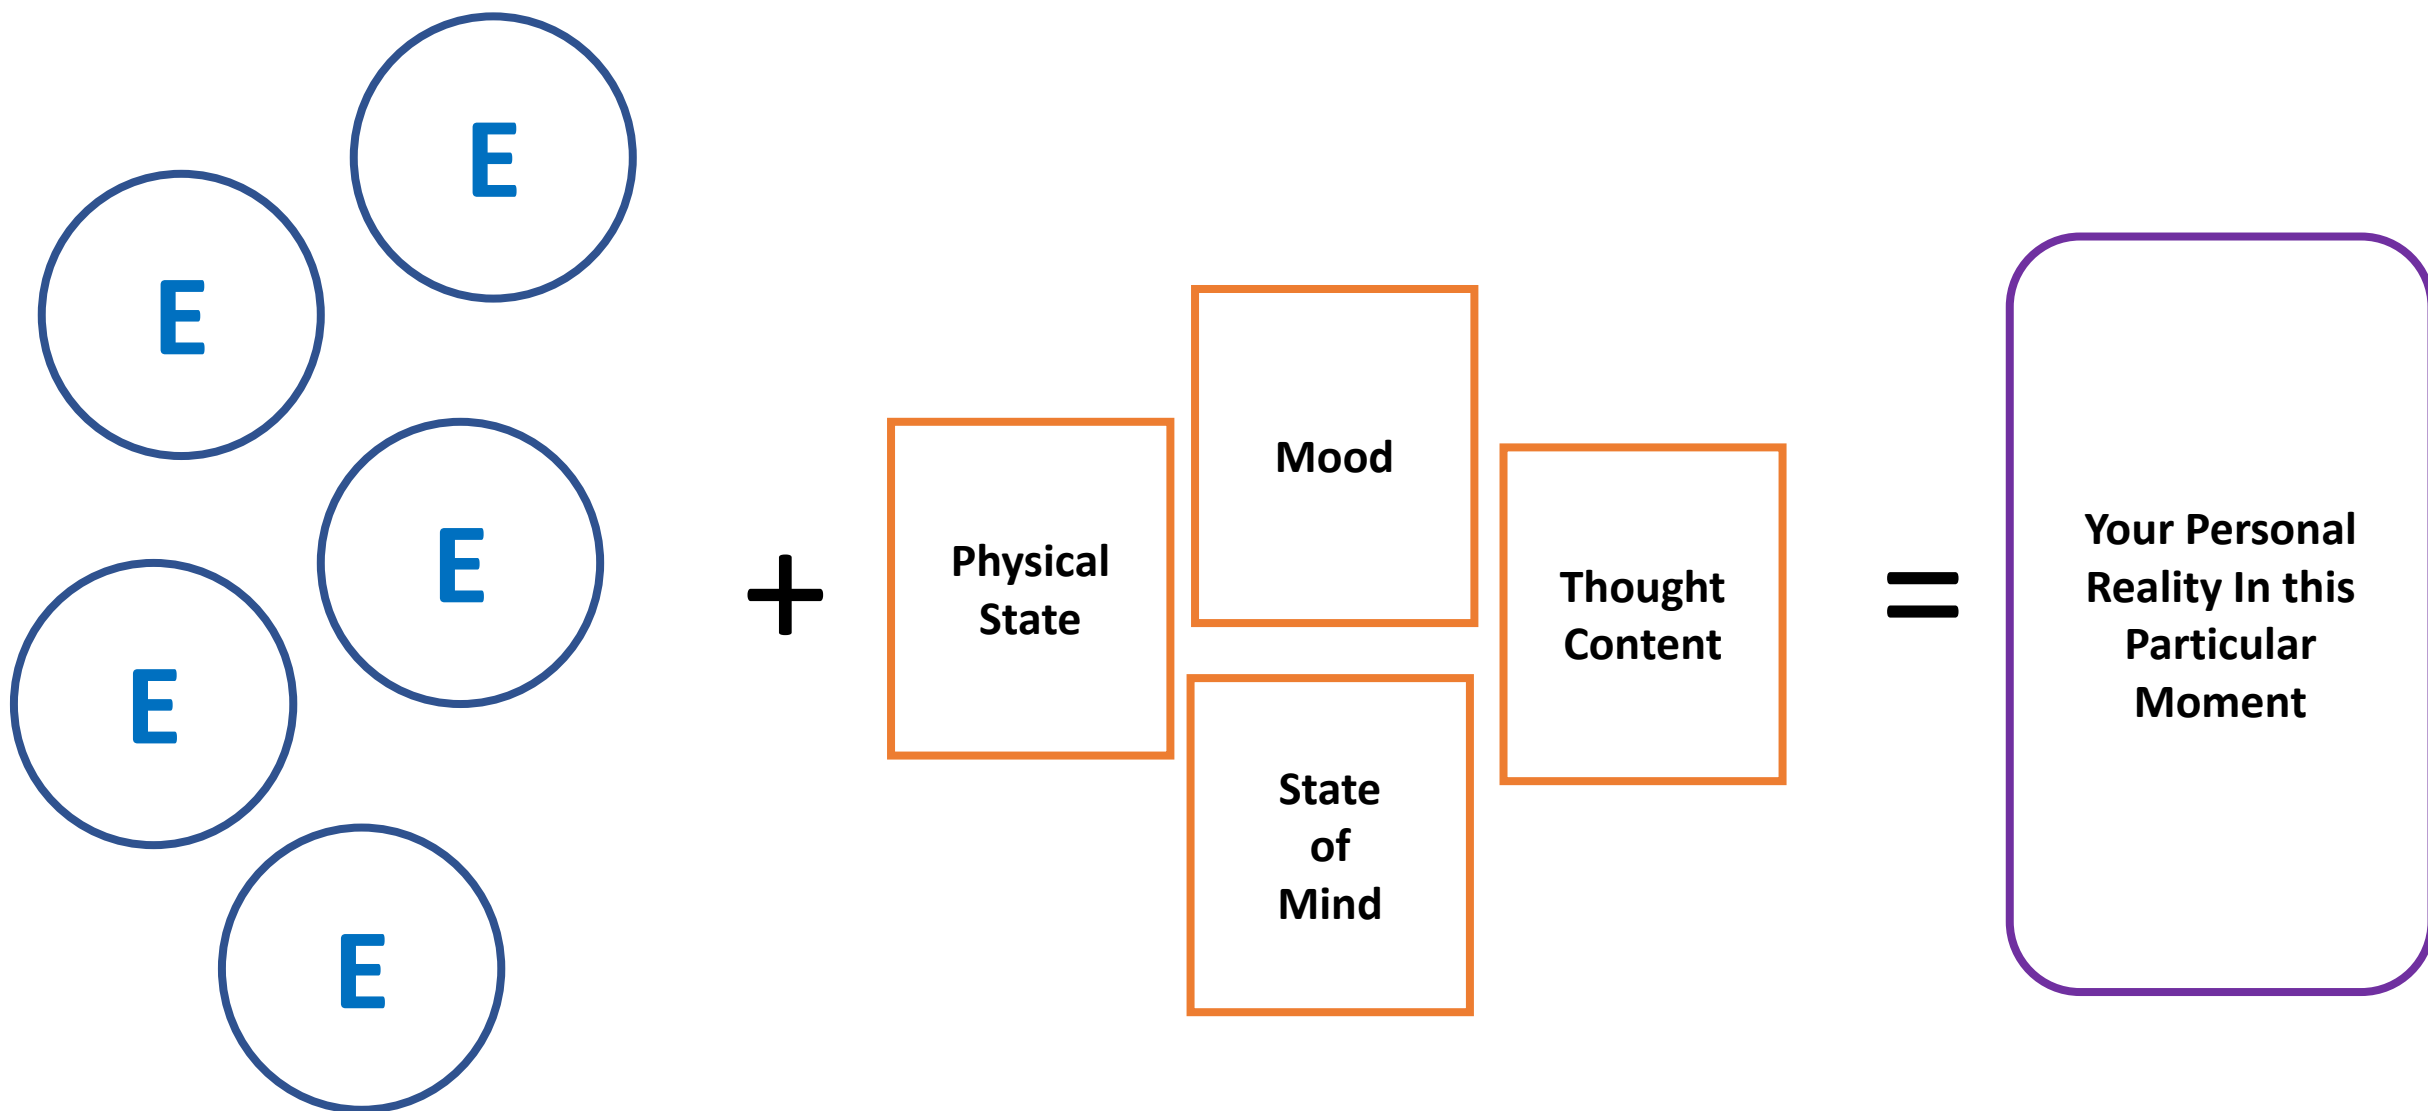 E
E
E
E
E
+
Physical
State
Mood
State
of
Mind
Thought
Content
=
Your Personal
Reality In this
Particular
Moment